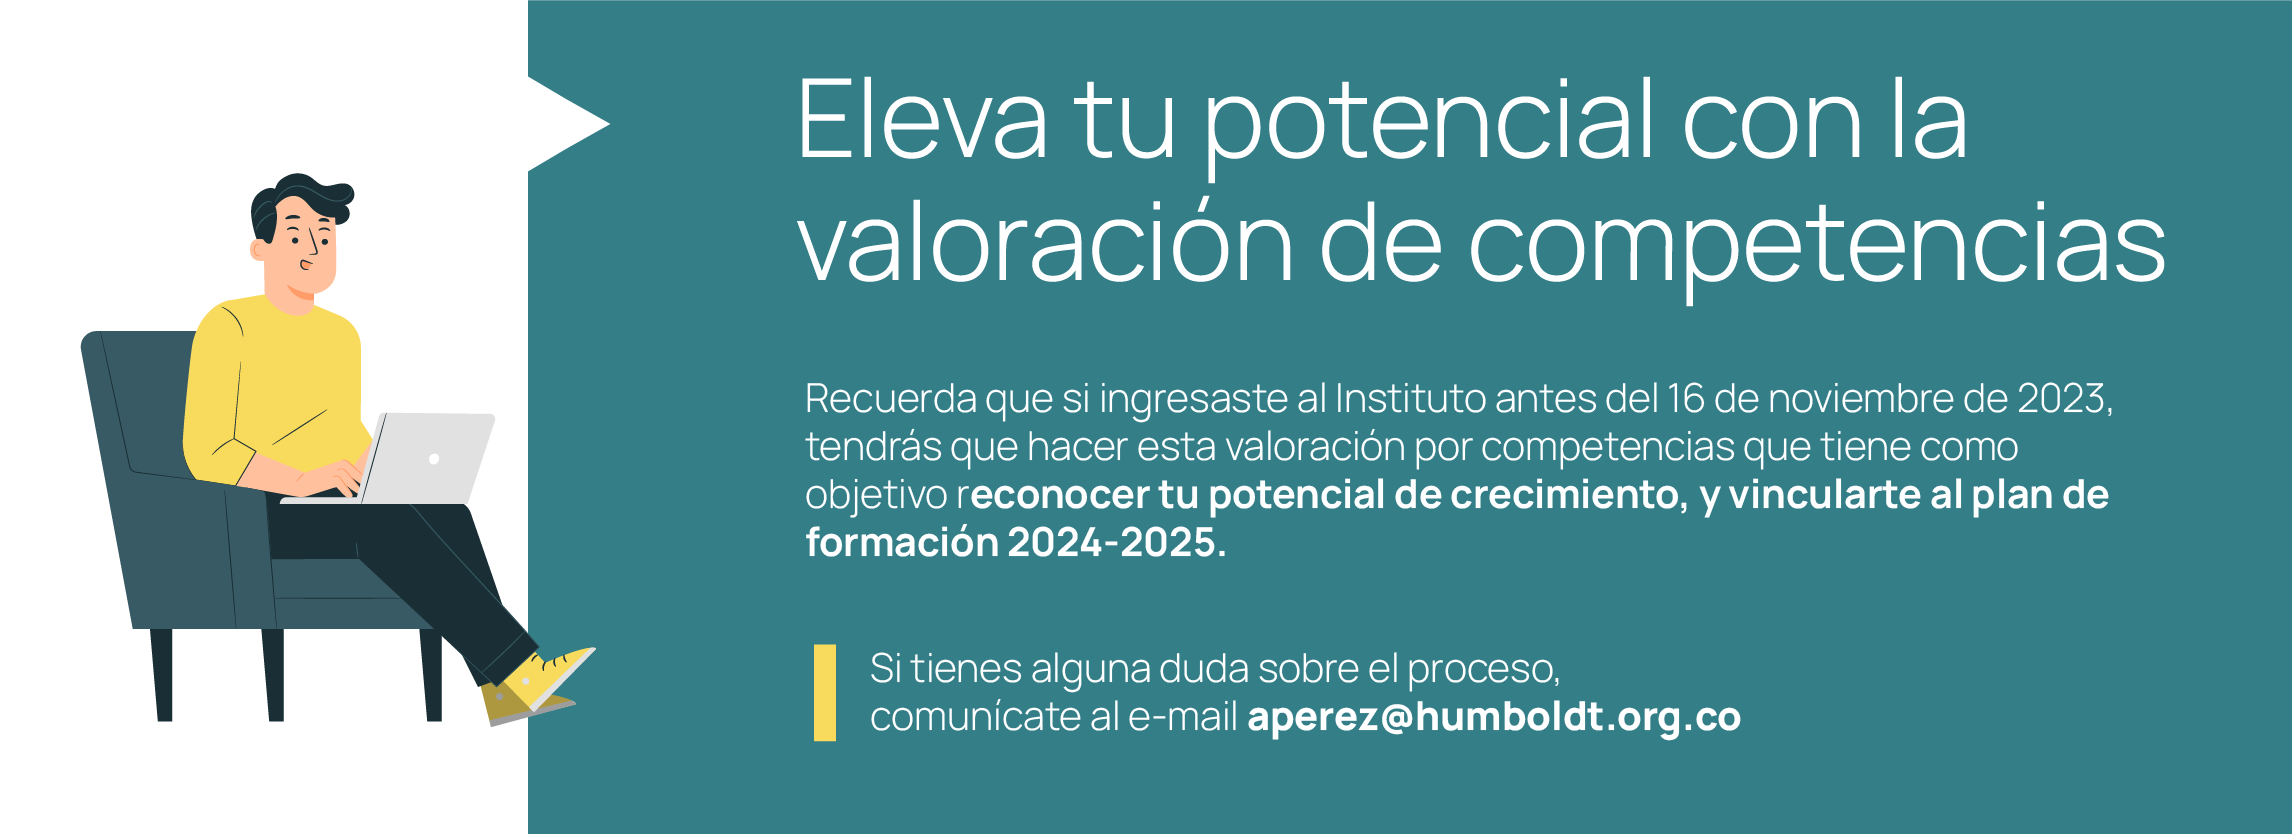 Eleva tu potencial con la
valoración de competencias
Recuerda que si ingresaste al Instituto antes del 16 de noviembre de 2023,
tendrás que hacer esta valoración por competencias que tiene como
objetivo reconocer tu potencial de crecimiento, y vincularte al plan de
formación 2024-2025.
Si tienes alguna duda sobre el proceso,
comunícate al e-mail aperez@humboldt.org.co